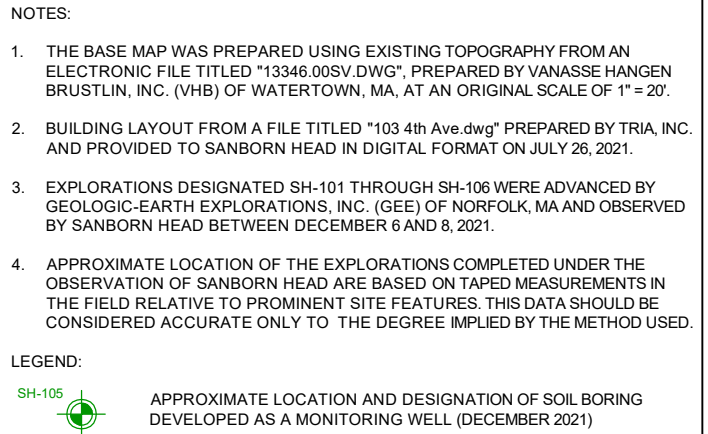 NOTES:
1. THE BASE MAP WAS PREPARED USING EXISTING TOPOGRAPHY FROM AN
ELECTRONIC FILE TITLED "13346.00SV.DWG", PREPARED BY VANASSE HANGEN
BRUSTLIN, INC. (VHB) OF WATERTOWN, MA, AT AN ORIGINAL SCALE OF 1" = 20'.
2. BUILDING LAYOUT FROM A FILE TITLED "103 4th Ave.dwg" PREPARED BY TRIA, INC.
AND PROVIDED TO SANBORN HEAD IN DIGITAL FORMAT ON JULY 26, 2021.
3. EXPLORATIONS DESIGNATED SH-101 THROUGH SH-106 WERE ADVANCED BY
GEOLOGIC-EARTH EXPLORATIONS, INC. (GEE) OF NORFOLK, MA AND OBSERVED
BY SANBORN HEAD BETWEEN DECEMBER 6 AND 8, 2021.
4. APPROXIMATE LOCATION OF THE EXPLORATIONS COMPLETED UNDER THE
OBSERVATION OF SANBORN HEAD ARE BASED ON TAPED MEASUREMENTS IN
THE FIELD RELATIVE TO PROMINENT SITE FEATURES. THIS DATA SHOULD BE
CONSIDERED ACCURATE ONLY TO THE DEGREE IMPLIED BY THE METHOD USED.
LEGEND:
SH-105
APPROXIMATE LOCATION AND DESIGNATION OF SOIL BORING
DEVELOPED AS A MONITORING WELL (DECEMBER 2021)